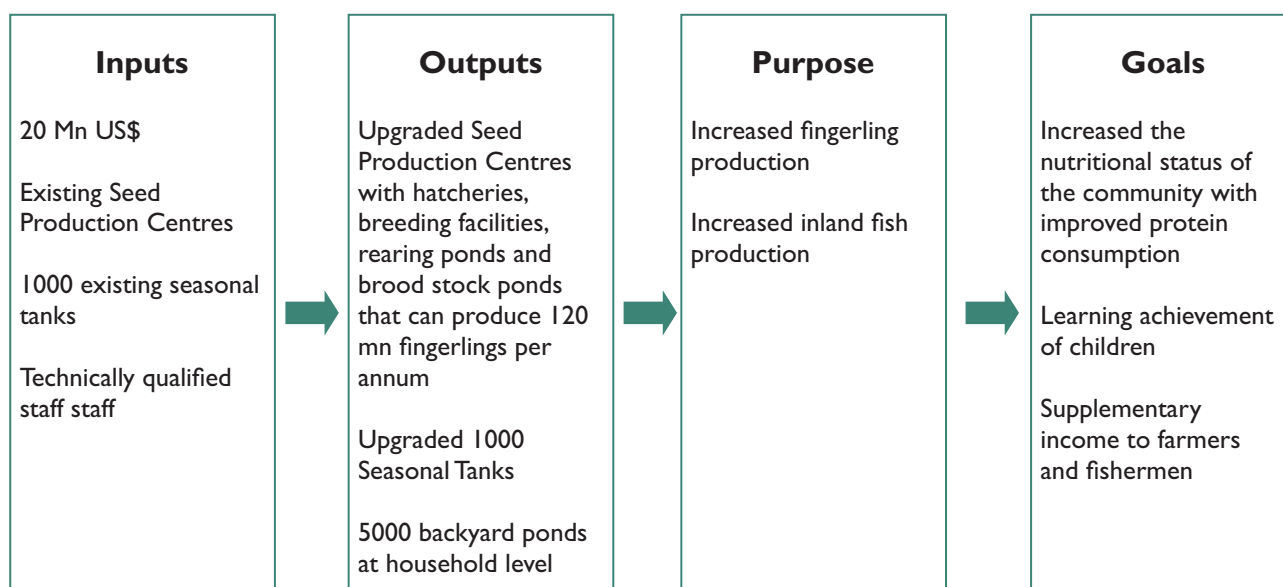 Inputs
20 Mn US$
Existing Seed
Production Centres
1000 existing seasonal
tanks
Technically qualified
staff staff
Outputs
Upgraded Seed
Production Centres
with hatcheries,
breeding facilities,
rearing ponds and
brood stock ponds
that can produce 120
mn fingerlings per
annum
Upgraded 1000
Seasonal Tanks
5000 backyard ponds
at household level
Purpose
Increased fingerling
production
Increased inland fish
production
Goals
Increased the
nutritional status of
the community with
improved protein
consumption
Learning achievement
of children
Supplementary
income to farmers
and fishermen